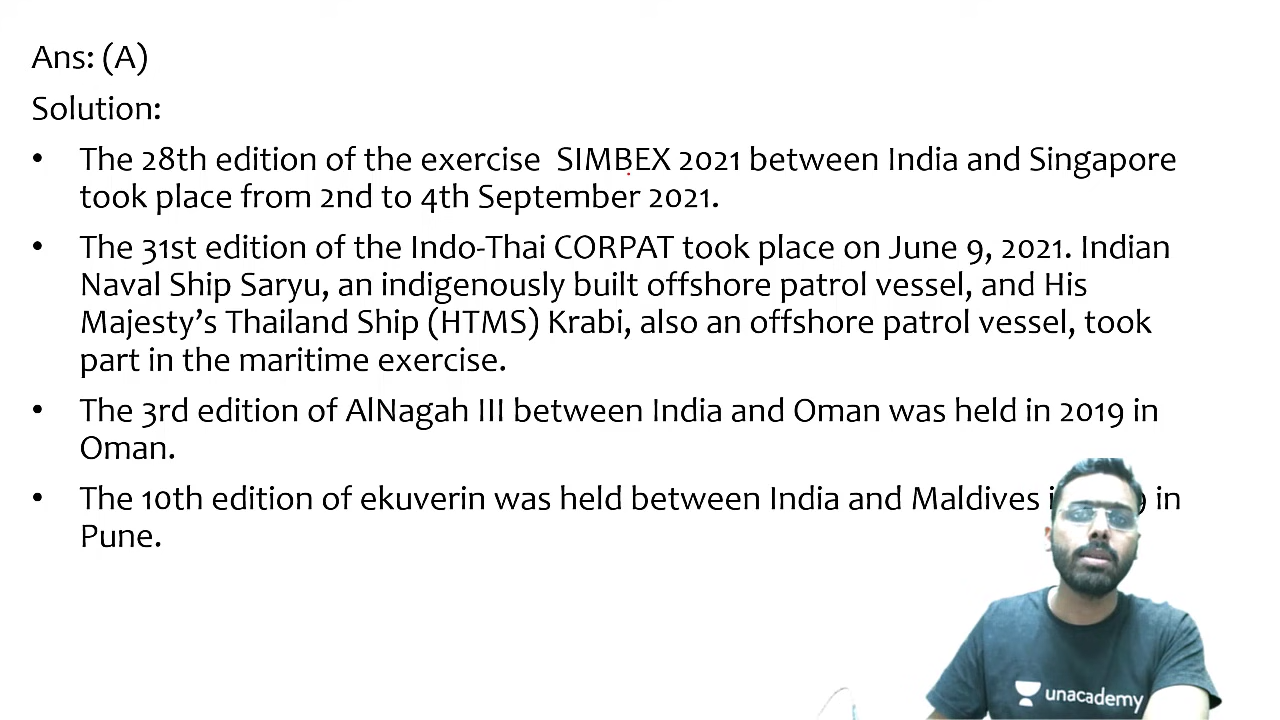 Ans: (A)
Solution:
• The 28th edition of the exercise SIMBEX 2021 between India and Singapore
took place from 2nd to 4th September 2021.
• The 31st edition of the Indo-Thai CORPAT took place on June 9, 2021. Indian
Naval Ship Saryu, an indigenously built offshore patrol vessel, and His
Majesty’s Thailand Ship (HTMS) Krabi, also an offshore patrol vessel, took
part in the maritime exercise.
• The 3rd edition of AlNagah III between India and Oman was held in 2019 in
Oman.
• The 10th edition of ekuverin was held between India and Maldives in
Pune.
unacademy